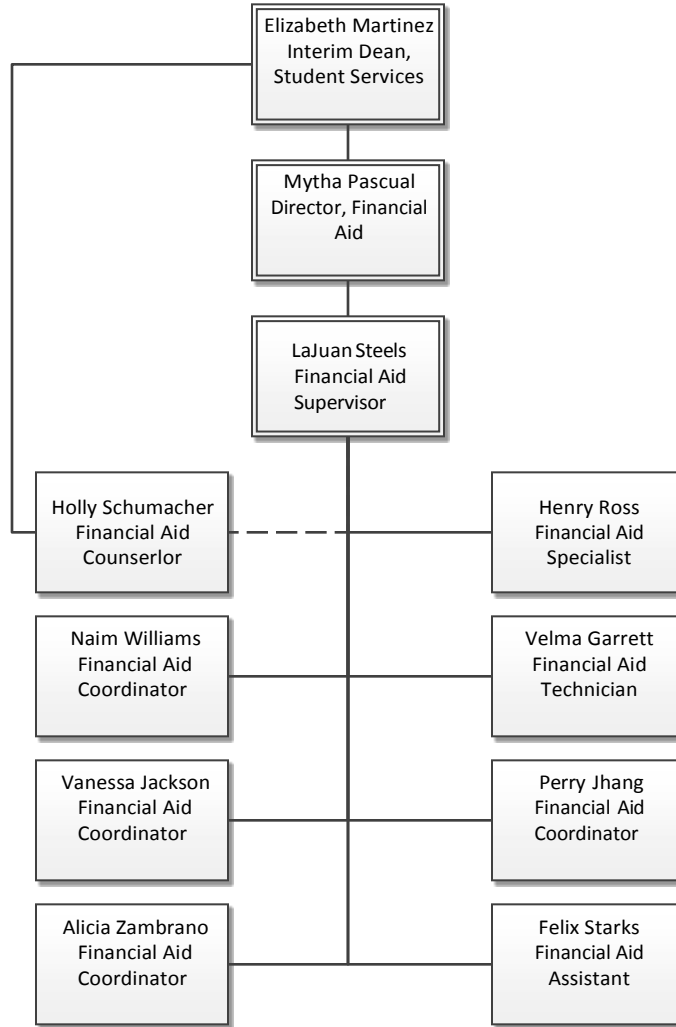 Elizabeth Martinez
Interim Dean,
Student Services
Mytha Pascual
Director, Financial
Aid
LaJuan Steels
Financial Aid
Supervisor
Holly Schumacher
Financial Aid
Counserlor
Henry Ross
Financial Aid
Specialist
Naim Williams
Financial Aid
Coordinator
Velma Garrett
Financial Aid
Technician
Vanessa Jackson
Financial Aid
Coordinator
Perry Jhang
Financial Aid
Coordinator
Alicia Zambrano
Financial Aid
Coordinator
Felix Starks
Financial Aid
Assistant